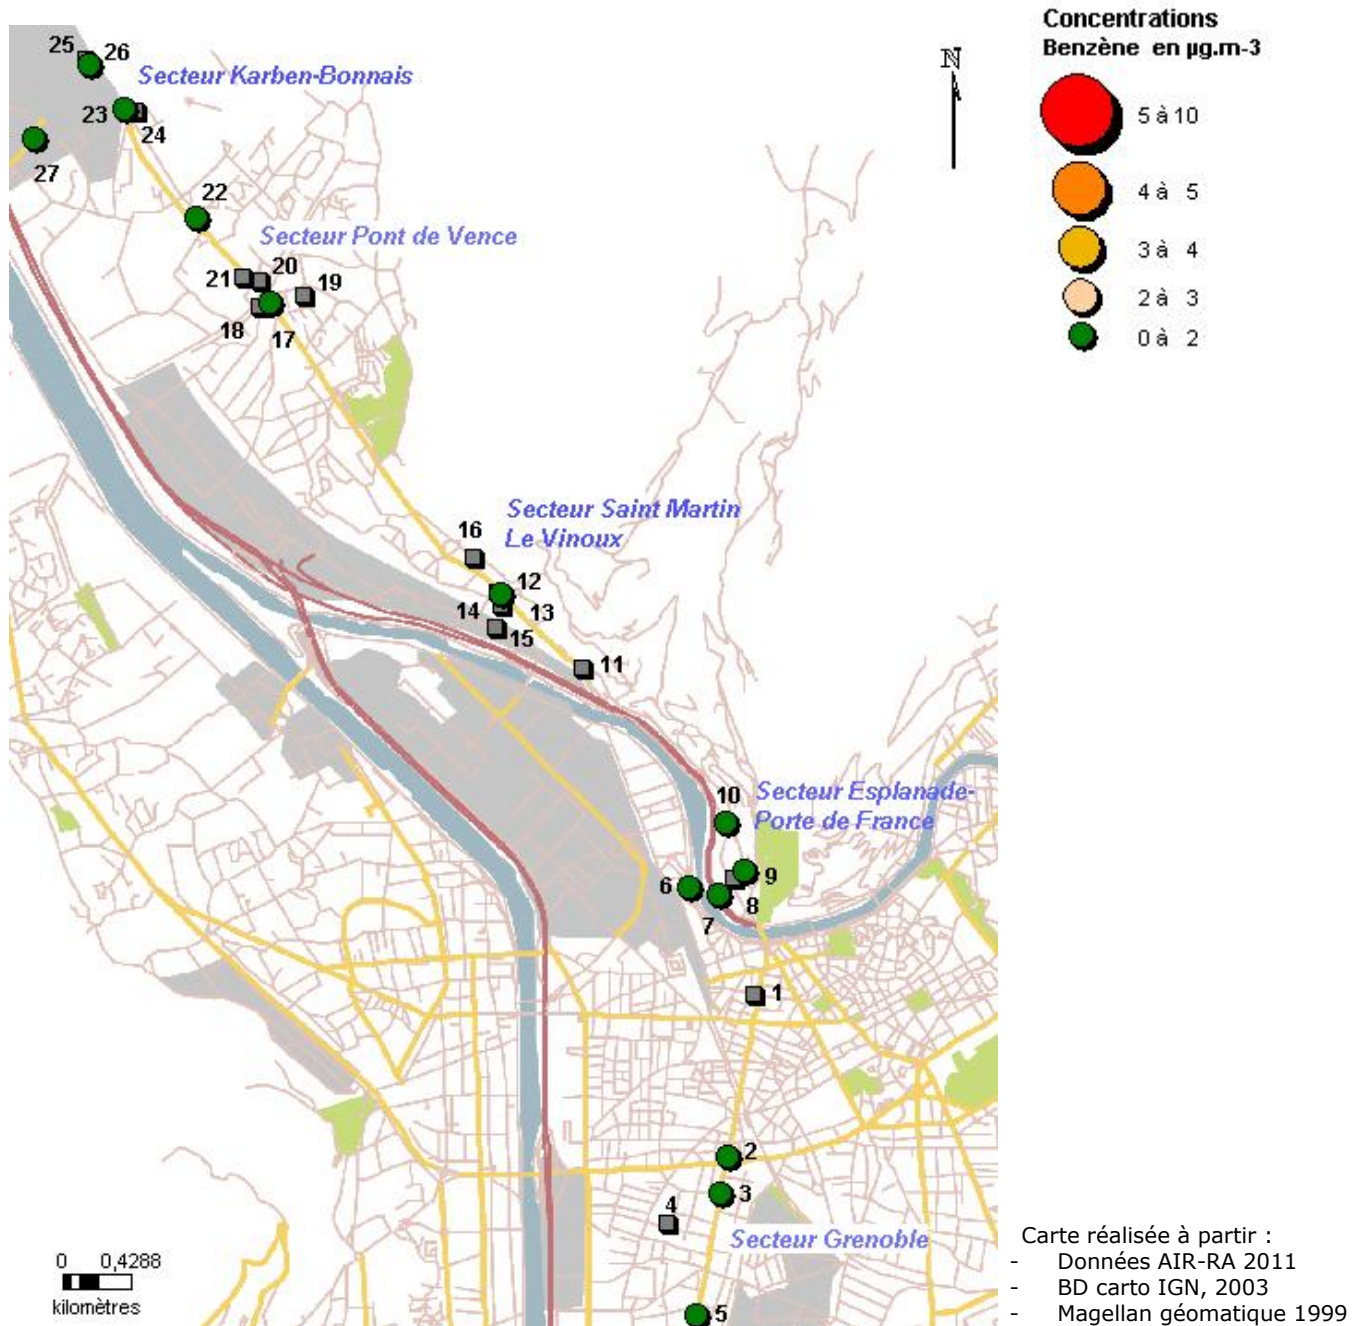 Concentrations
Benzène en µg.m-3
5 à 10
4 à 5
3 à 4
2 à 3
0 à 2
N
25
26
Secteur Karben-Bonnais
23
24
27
22
Secteur Pont de Vence
21
20
19
18
17
Secteur Saint Martin
Le Vinoux
16
12
14
13
15
11
10
Secteur Esplanade-
Porte de France
6
9
7
8
1
2
3
4
Secteur Grenoble
5
0 0,4288
kilomètres
Carte réalisée à partir :
- Données AIR-RA 2011
- BD carto IGN, 2003
- Magellan géomatique 1999